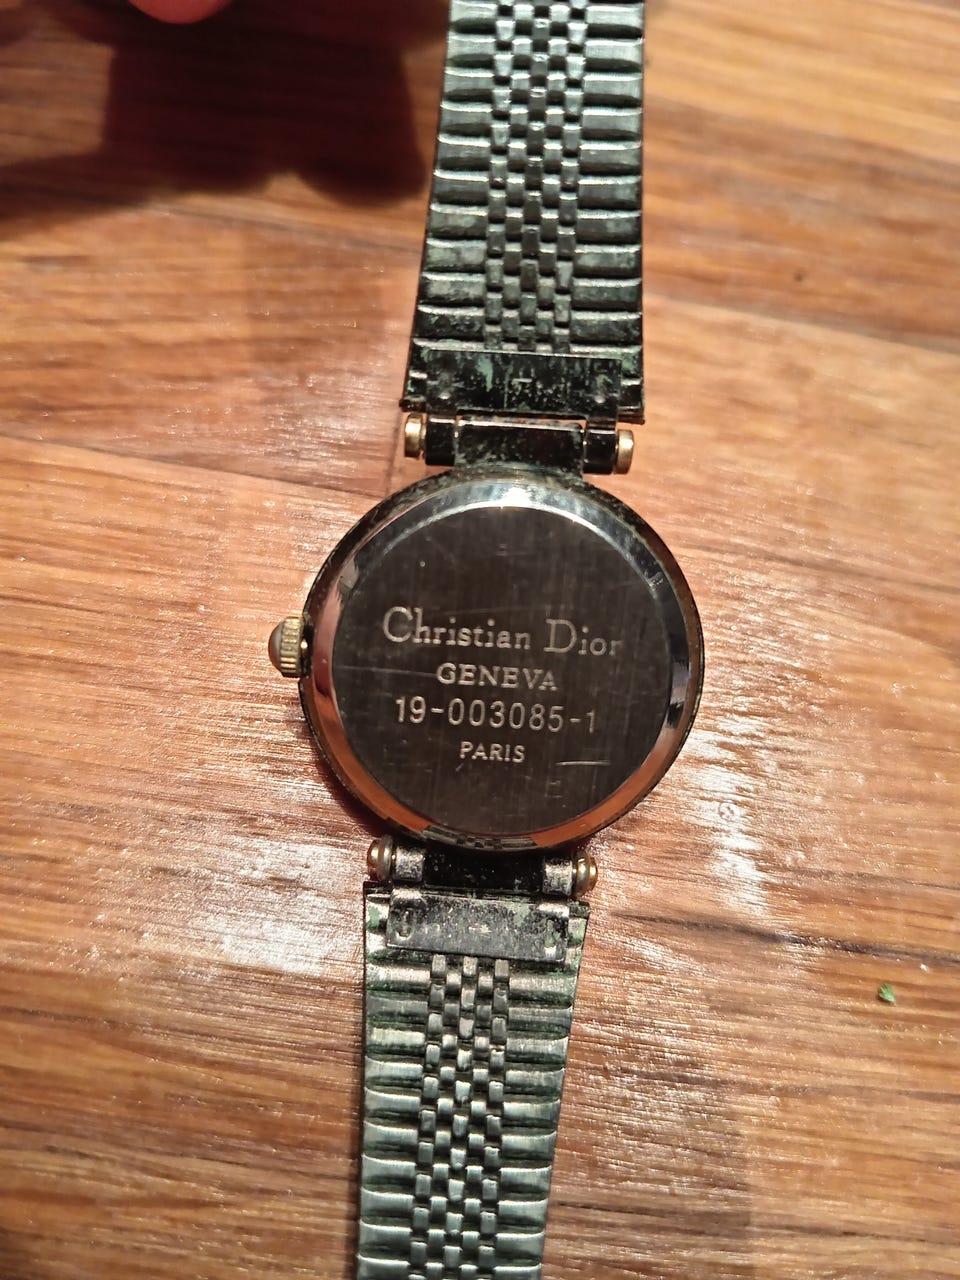 Christian Dior
GENEVA
19-003085-1
PARIS